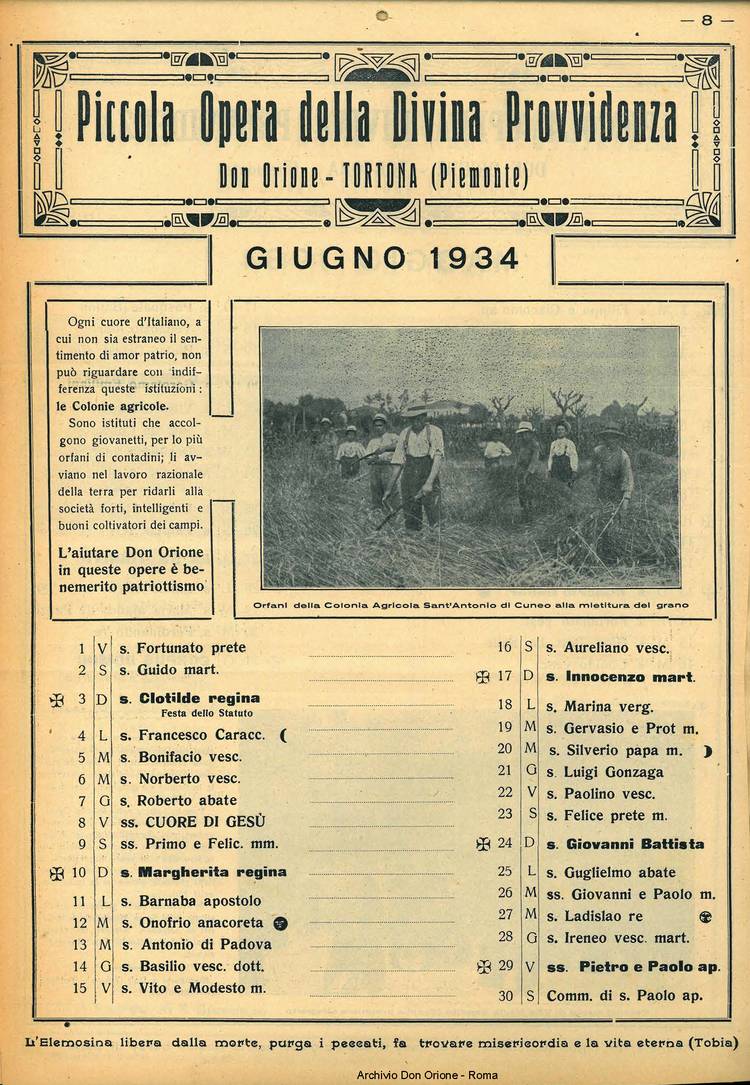 — 8 —
Piccola Opera della Divina Provvidenza
Don Orione - TORTONA (Piemonte)
GIUGNO 1934
Ogni cuore d'Italiano, a
cui non sia estraneo il sen-
timento di amor patrio, non
può riguardare con indif-
ferenza queste istituzioni:
le Colonie agricole.
Sono istituti che accol-
gono giovanetti, per lo più
orfani di contadini; li av-
viano nel lavoro razionale
della terra per ridarli alla
società forti, intelligenti e
buoni coltivatori dei campi.
L'aiutare Don Orione
in queste opere è be-
nemerito patriottismo
Orfani della Colonia Agricola Sant'Antonio di Cuneo alla mietitura del grano
1 V s. Fortunato prete
2 S s. Guido mart.
✠ 3 D s. Clotilde regina
Festa dello Statuto
4 L s. Francesco Caracc. ☾
5 M s. Bonifacio vesc.
6 M s. Norberto vesc.
7 G s. Roberto abate
8 V ss. CUORE DI GESÙ
9 S ss. Primo e Felic. mm.
✠ 10 D s. Margherita regina
11 L s. Barnaba apostolo
12 M s. Onofrio anacoreta
13 M s. Antonio di Padova
14 G s. Basilio vesc. dott.
15 V s. Vito e Modesto m.
16 S s. Aureliano vesc.
✠ 17 D s. Innocenzo mart.
18 L s. Marina verg.
19 M s. Gervasio e Prot m.
20 M s. Silverio papa m. ☽
21 G s. Luigi Gonzaga
22 V s. Paolino vesc.
23 S s. Felice prete m.
✠ 24 D s. Giovanni Battista
25 L s. Guglielmo abate
26 M ss. Giovanni e Paolo m.
27 M s. Ladislao re
28 G s. Ireneo vesc. mart.
✠ 29 V ss. Pietro e Paolo ap.
30 S Comm. di s. Paolo ap.
L'Elemosina libera dalla morte, purga i peccati, fa trovare misericordia e la vita eterna (Tobia)
Archivio Don Orione - Roma